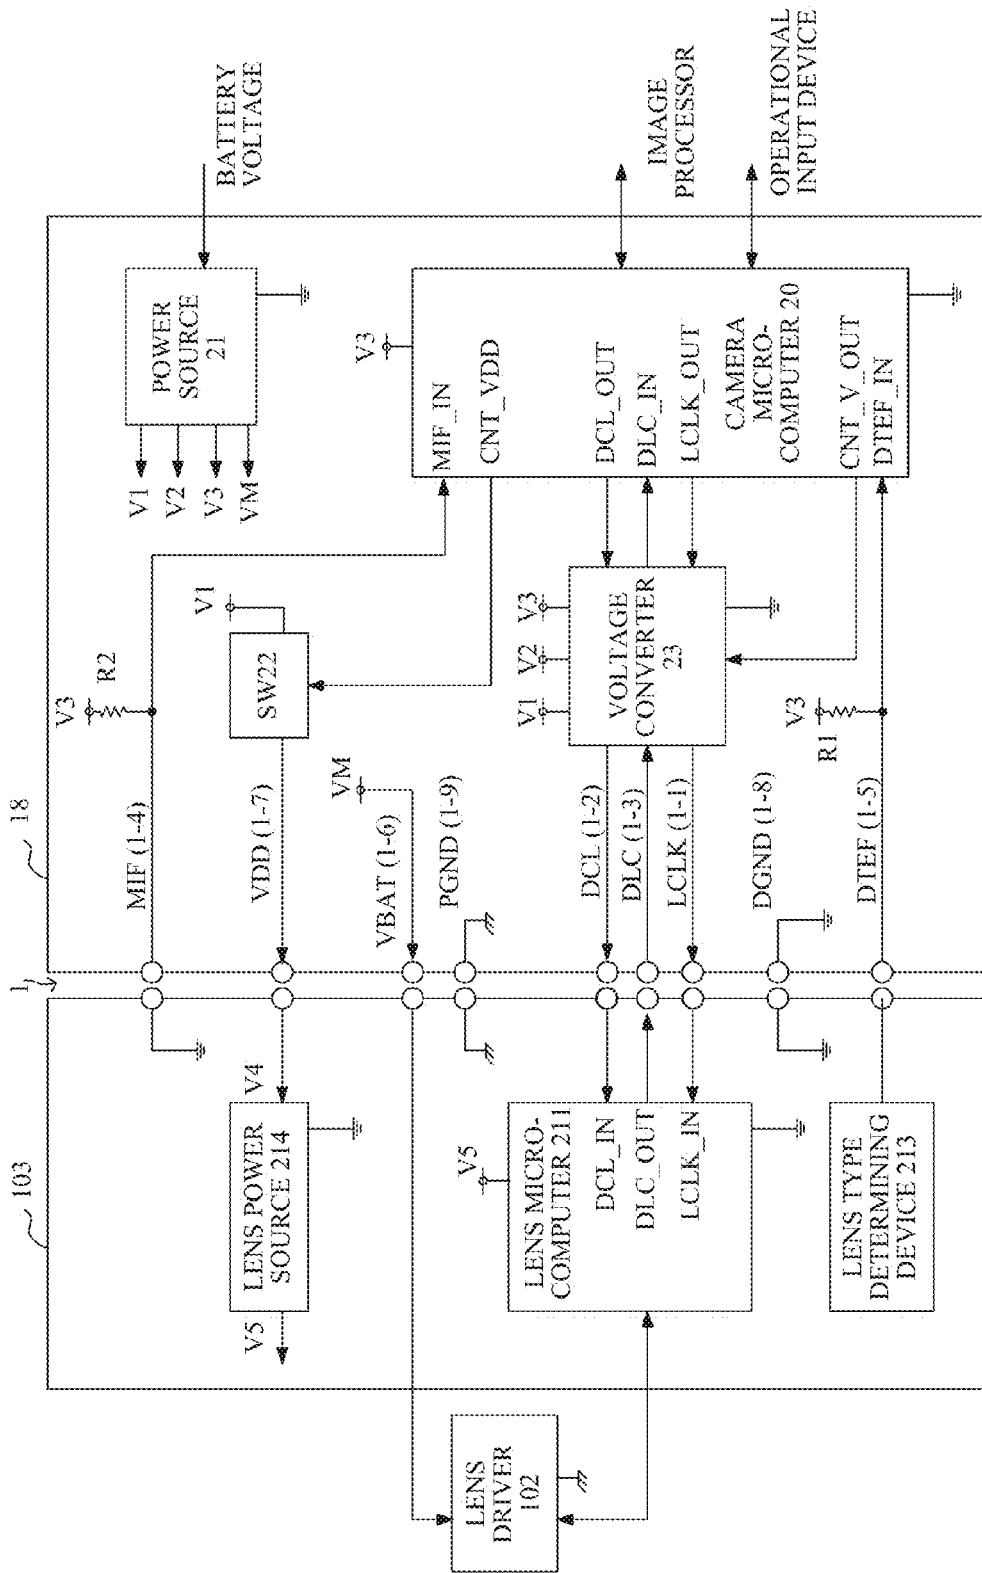 103
1
18
LENS
DRIVER
102
V5
LENS POWER
SOURCE 214
V4
MIF (1-4)
V3
R2
VDD (1-7)
SW22
V1
V1
V2
V3
VM
POWER
SOURCE
21
BATTERY
VOLTAGE
VBAT (1-6)
VM
PGND (1-9)
V5
LENS MICRO-
COMPUTER 211
DCL_IN
DLC_OUT
LCLK_IN
DCL (1-2)
DLC (1-3)
LCLK (1-1)
V1
V2
V3
VOLTAGE
CONVERTER
23
V3
MIF_IN
CNT_VDD
DCL_OUT
DLC_IN
LCLK_OUT
CAMERA
MICRO-
COMPUTER 20
CNT_V_OUT
DTEF_IN
IMAGE
PROCESSOR
OPERATIONAL
INPUT DEVICE
DGND (1-8)
LENS TYPE
DETERMINING
DEVICE 213
DTEF (1-5)
V3
R1